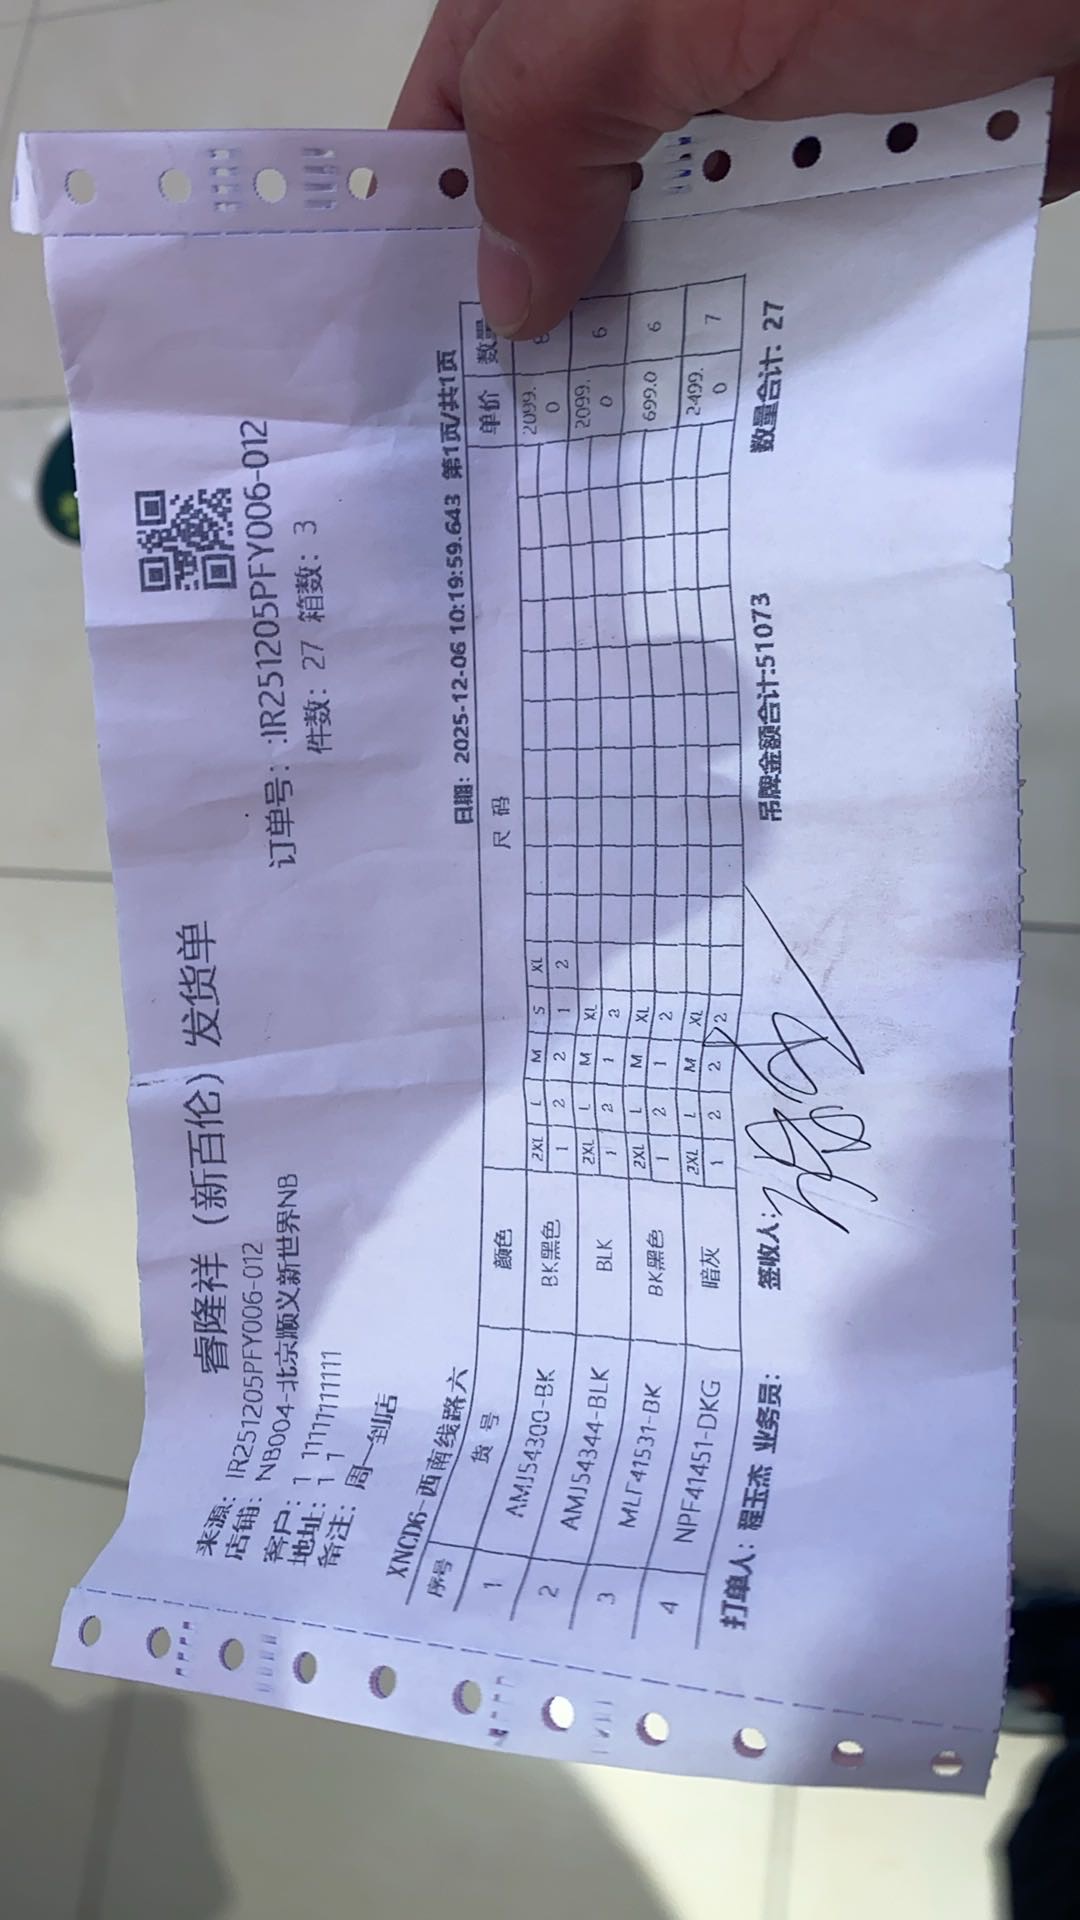 睿隆祥（新百伦）发货单
来源：IR251205PFY006-012
店铺：NB004-北京顺义新世界NB
客户：1 11111111111
地址：1 1
备注：周一到店
订单号：:IR251205PFY006-012
件数：27 箱数：3
XNCD6-西南线路六
日期：2025-12-06 10:19:59.643 第1页/共1页
序号 货号 颜色 尺码 单价 数量
2XL L M S XL
1 AMJ54300-BK BK黑色 1 2 2 1 2 2099.0 8
2XL L M XL
2 AMJ54344-BLK BLK 1 2 1 2 2099.0 6
2XL L M XL
3 MLF41531-BK BK黑色 1 2 1 2 699.0 6
2XL L M XL
4 NPF41451-DKG 暗灰 1 2 2 2 2499.0 7
打单人：程玉杰 业务员： 签收人： 吊牌金额合计:51073 数量合计：27